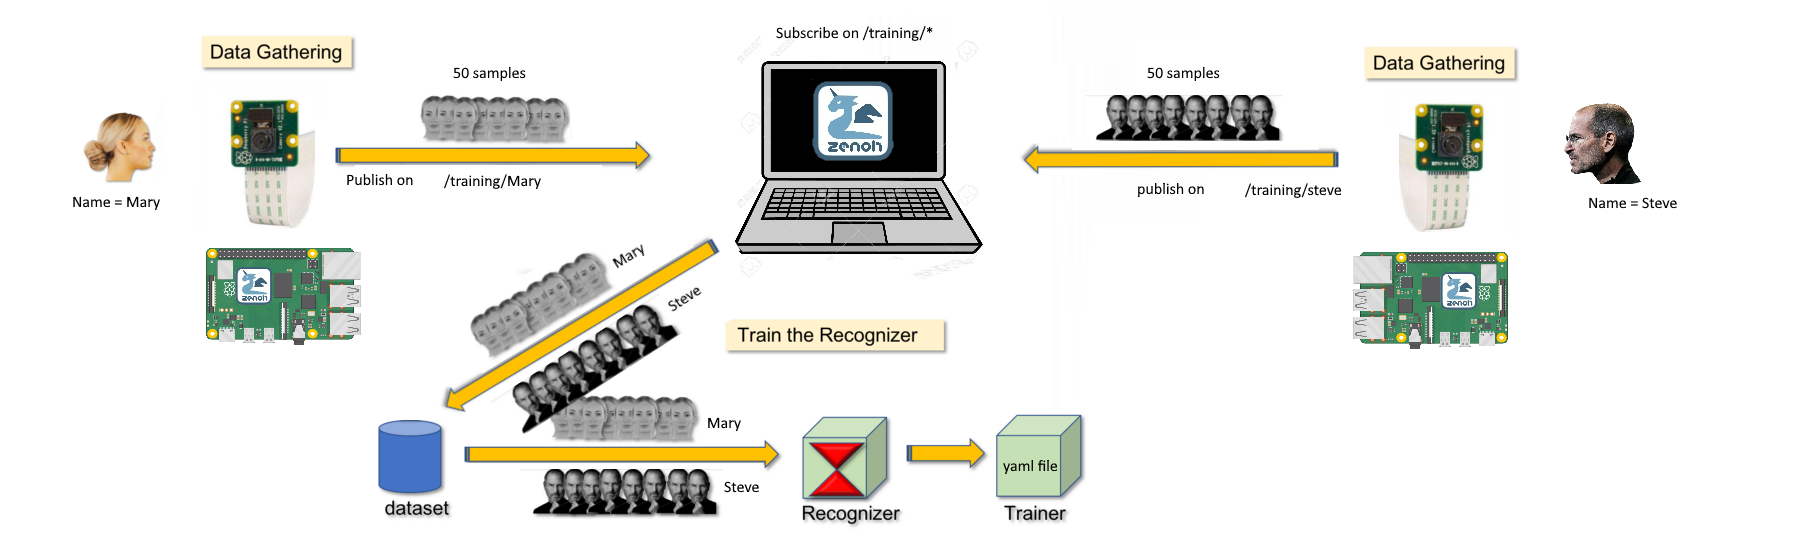 Subscribe on /training/*
Data Gathering
Data Gathering
50 samples
50 samples
zenoh
Publish on /training/Mary
publish on /training/steve
Name = Mary
Name = Steve
zenoh
zenoh
Mary
Steve
Train the Recognizer
Mary
yaml file
Steve
dataset
Recognizer
Trainer